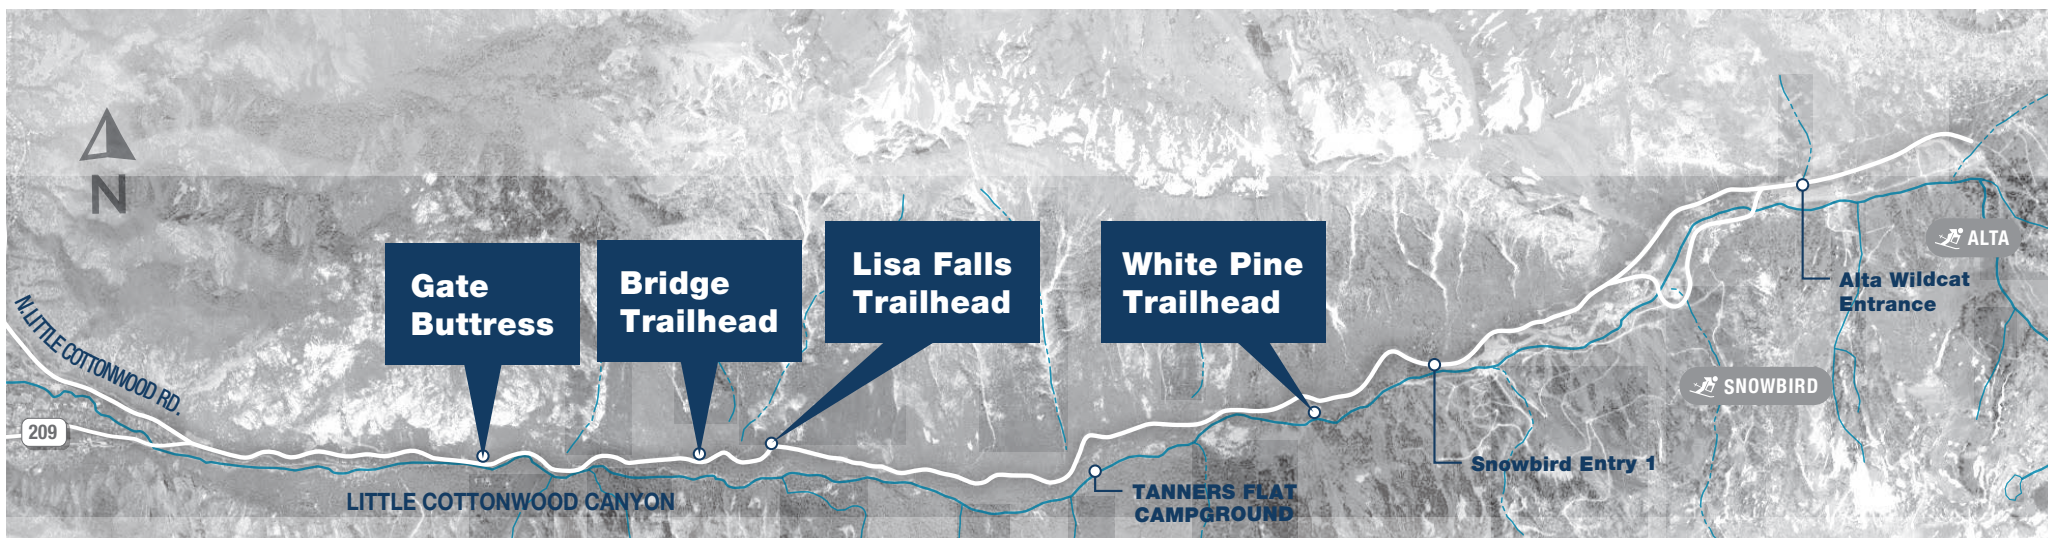 N
N. LITTLE COTTONWOOD RD.
209
Gate
Buttress
Bridge
Trailhead
Lisa Falls
Trailhead
White Pine
Trailhead
LITTLE COTTONWOOD CANYON
TANNERS FLAT
CAMPGROUND
Snowbird Entry 1
SNOWBIRD
Alta Wildcat
Entrance
ALTA